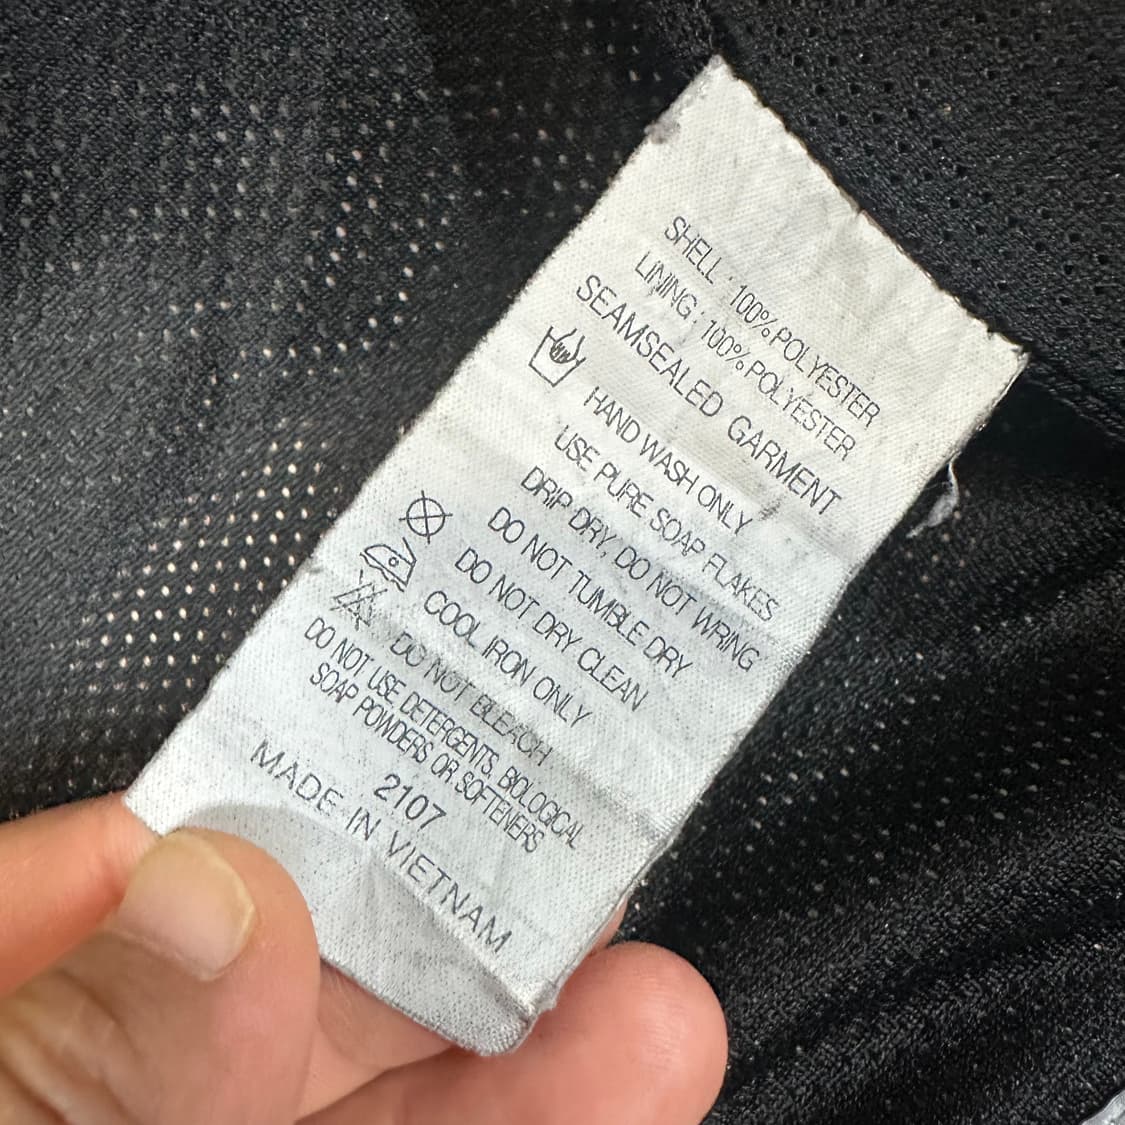 SHELL : 100% POLYESTER
LINING : 100% POLYESTER
SEAMSEALED GARMENT
HAND WASH ONLY
USE PURE SOAP FLAKES
DRIP DRY, DO NOT WRING
DO NOT TUMBLE DRY
DO NOT DRY CLEAN
COOL IRON ONLY
DO NOT BLEACH
DO NOT USE DETERGENTS, BIOLOGICAL
SOAP POWDERS OR SOFTENERS
2107
MADE IN VIETNAM